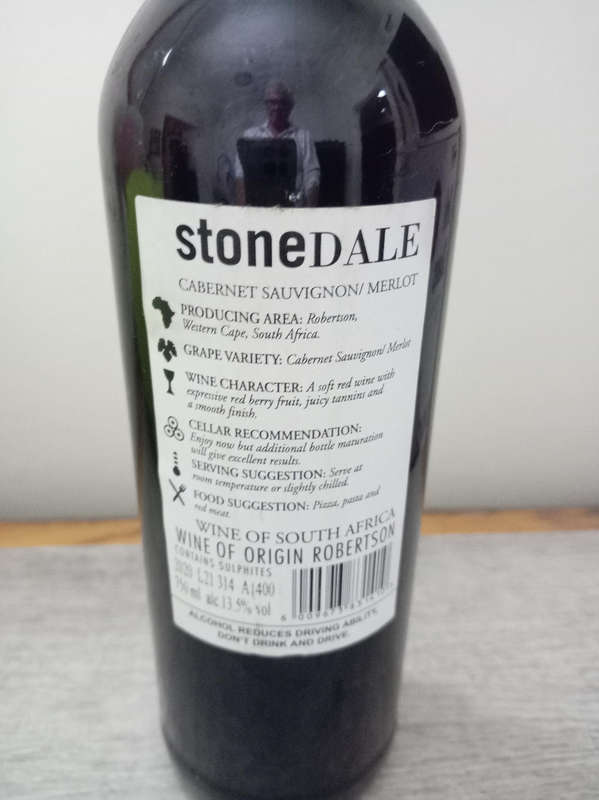 stoneDALE
CABERNET SAUVIGNON/ MERLOT
PRODUCING AREA: Robertson,
Western Cape, South Africa.
GRAPE VARIETY: Cabernet Sauvignon/ Merlot
WINE CHARACTER: A soft red wine with
expressive red berry fruit, juicy tannins and
a smooth finish.
CELLAR RECOMMENDATION:
Enjoy now but additional bottle maturation
will give excellent results.
SERVING SUGGESTION: Serve at
room temperature or slightly chilled.
FOOD SUGGESTION: Pizza, pasta and
red meat.
WINE OF SOUTH AFRICA
WINE OF ORIGIN ROBERTSON
CONTAINS SULPHITES
2020 L21 314 A1400
750 ml alc 13.5% vol
ALCOHOL REDUCES DRIVING ABILITY,
DON'T DRINK AND DRIVE.